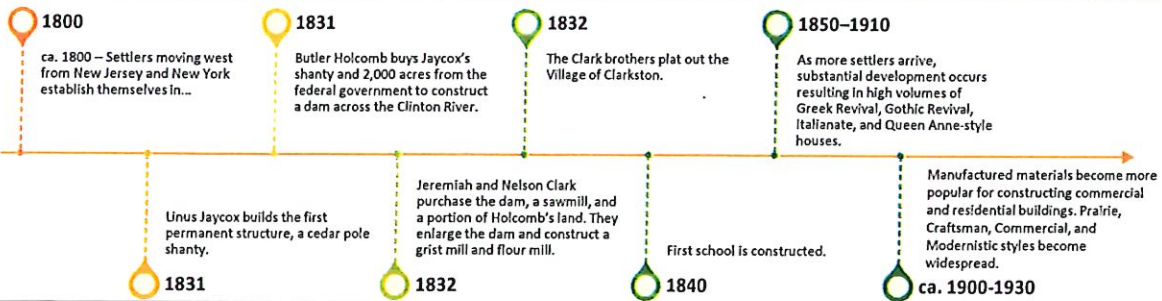 1800
ca. 1800 – Settlers moving west
from New Jersey and New York
establish themselves in...
1831
Butler Holcomb buys Jaycox's
shanty and 2,000 acres from the
federal government to construct
a dam across the Clinton River.
1832
The Clark brothers plat out the
Village of Clarkston.
1850–1910
As more settlers arrive,
substantial development occurs
resulting in high volumes of
Greek Revival, Gothic Revival,
Italianate, and Queen Anne-style
houses.
Unus Jaycox builds the first
permanent structure, a cedar pole
shanty.
1831
Jeremiah and Nelson Clark
purchase the dam, a sawmill, and
a portion of Holcomb's land. They
enlarge the dam and construct a
grist mill and flour mill.
1832
First school is constructed.
1840
Manufactured materials become more
popular for constructing commercial
and residential buildings. Prairie,
Craftsman, Commercial, and
Modernistic styles become
widespread.
ca. 1900-1930